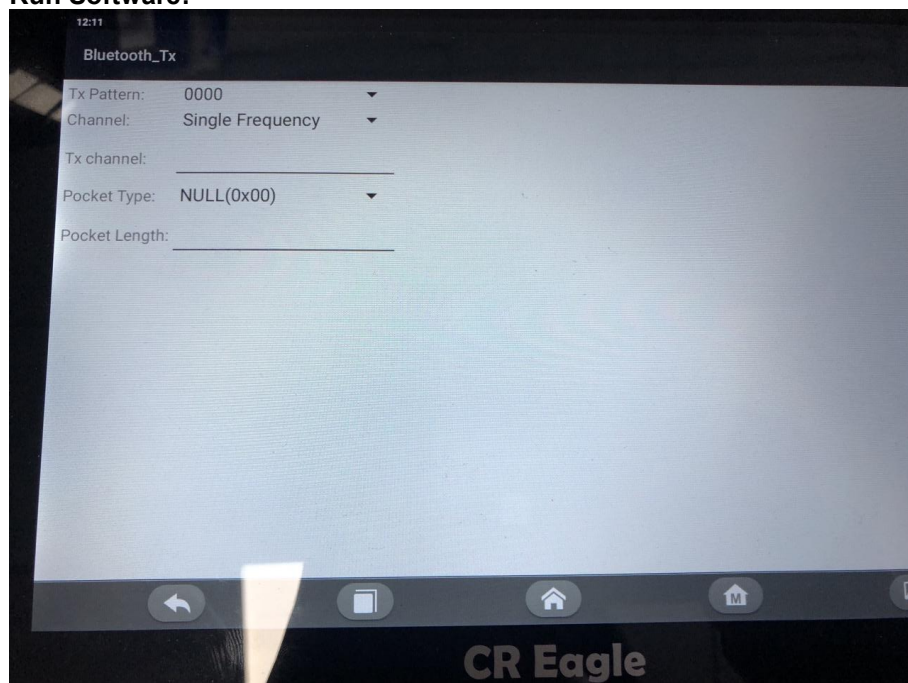 Run Software:
12:11
Bluetooth_Tx
Tx Pattern: 0000
Channel: Single Frequency
Tx channel:
Pocket Type: NULL(0x00)
Pocket Length:
M
CR Eagle